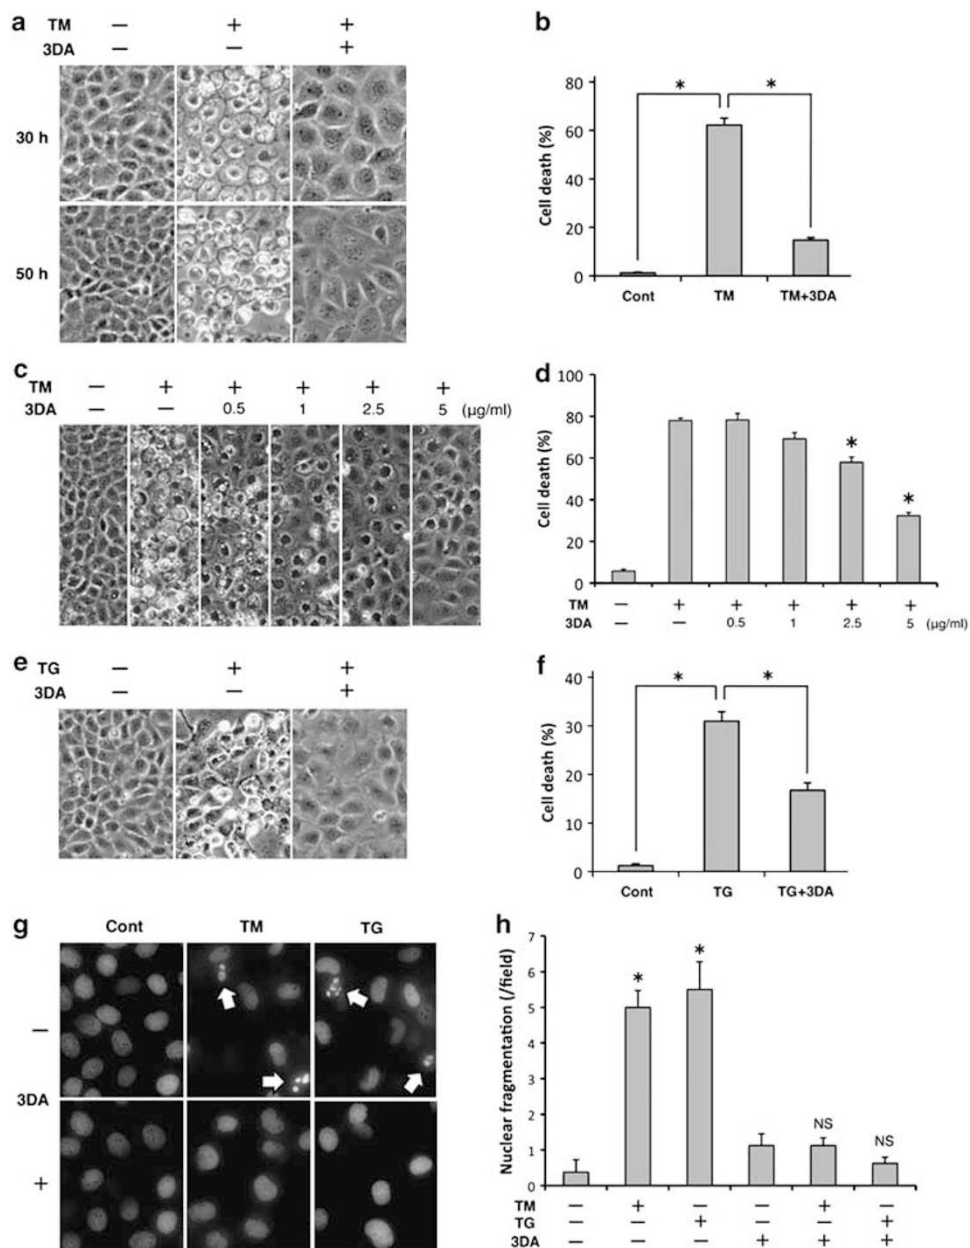 a
TM — + +
3DA — — +
30 h
50 h
b
80
60
40
20
0
Cell death (%)
* *
Cont TM TM+3DA
c
TM — + + + + +
3DA — — 0.5 1 2.5 5 (µg/ml)
d
100
80
60
40
20
0
Cell death (%)
*
*
TM — + + + + +
3DA — — 0.5 1 2.5 5 (µg/ml)
e
TG — + +
3DA — — +
f
40
30
20
10
0
Cell death (%)
* *
Cont TG TG+3DA
g
Cont TM TG
—
3DA
+
h
7
6
5
4
3
2
1
0
Nuclear fragmentation (/field)
* *
NS NS
TM — + — — + —
TG — — + — — +
3DA — — — + + +